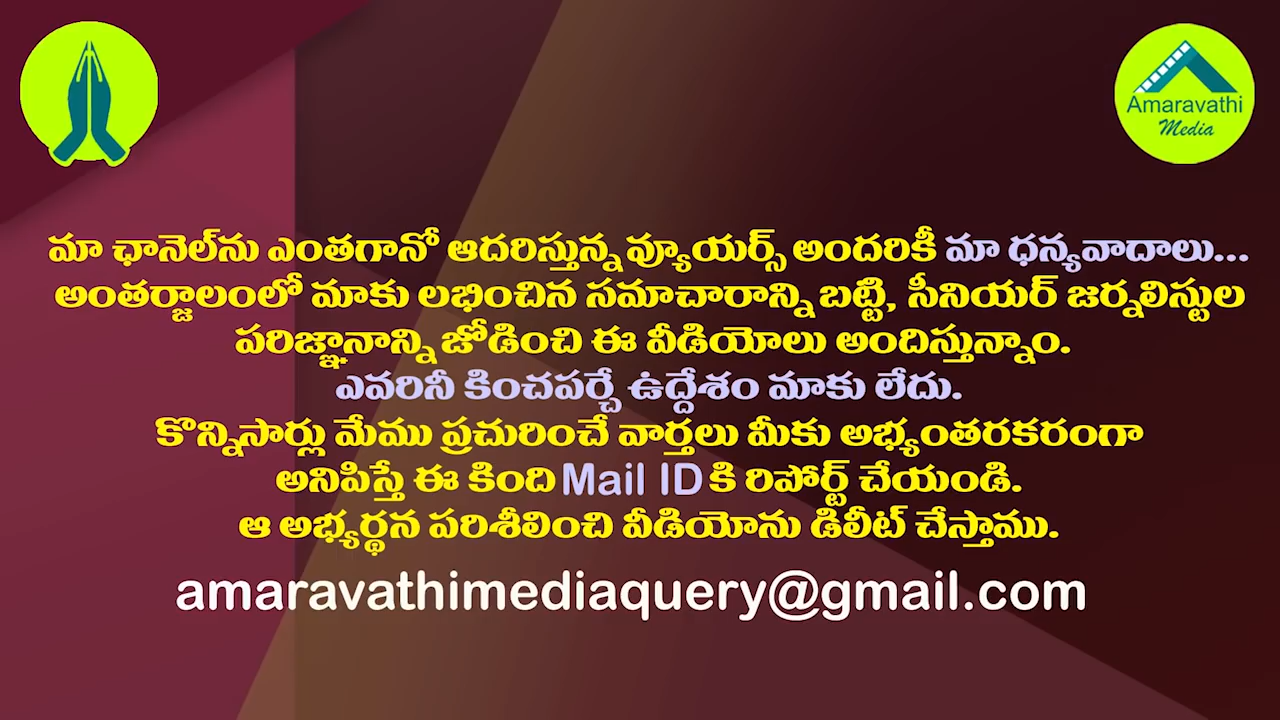 Amaravathi
Media
మా ఛానెల్‌ను ఎంతగానో ఆదరిస్తున్న వ్యూయర్స్ అందరికీ మా ధన్యవాదాలు...
అంతర్జాలంలో మాకు లభించిన సమాచారాన్ని బట్టి, సీనియర్ జర్నలిస్టుల
పరిజ్ఞానాన్ని జోడించి ఈ వీడియోలు అందిస్తున్నాం.
ఎవరినీ కించపర్చే ఉద్దేశం మాకు లేదు.
కొన్నిసార్లు మేము ప్రచురించే వార్తలు మీకు అభ్యంతరకరంగా
అనిపిస్తే ఈ కింది Mail ID కి రిపోర్ట్ చేయండి.
ఆ అభ్యర్థన పరిశీలించి వీడియోను డిలీట్ చేస్తాము.
amaravathimediaquery@gmail.com